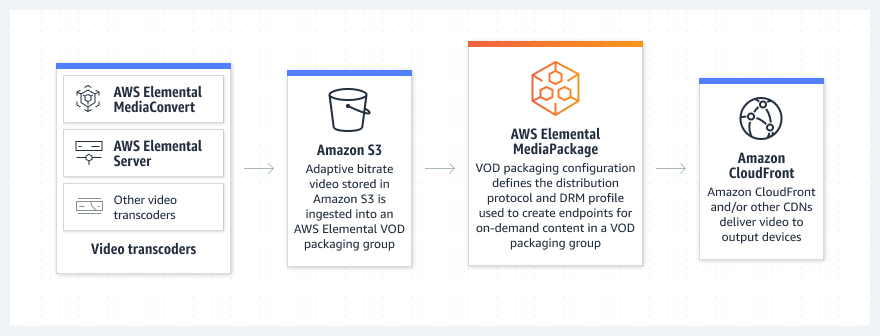 AWS Elemental
MediaConvert
AWS Elemental
Server
Other video
transcoders
Video transcoders
Amazon S3
Adaptive bitrate
video stored in
Amazon S3 is
ingested into an
AWS Elemental VOD
packaging group
AWS Elemental
MediaPackage
VOD packaging configuration
defines the distribution
protocol and DRM profile
used to create endpoints for
on-demand content in a VOD
packaging group
Amazon
CloudFront
Amazon CloudFront
and/or other CDNs
deliver video to
output devices